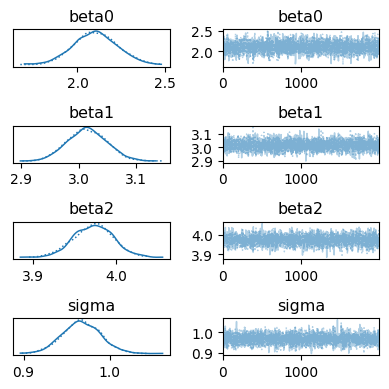 beta0 beta0
2.5
2.0
2.0 2.5 0 1000
beta1 beta1
3.1
3.0
2.9
2.9 3.0 3.1 0 1000
beta2 beta2
4.0
3.9
3.9 4.0 0 1000
sigma sigma
1.0
0.9
0.9 1.0 0 1000